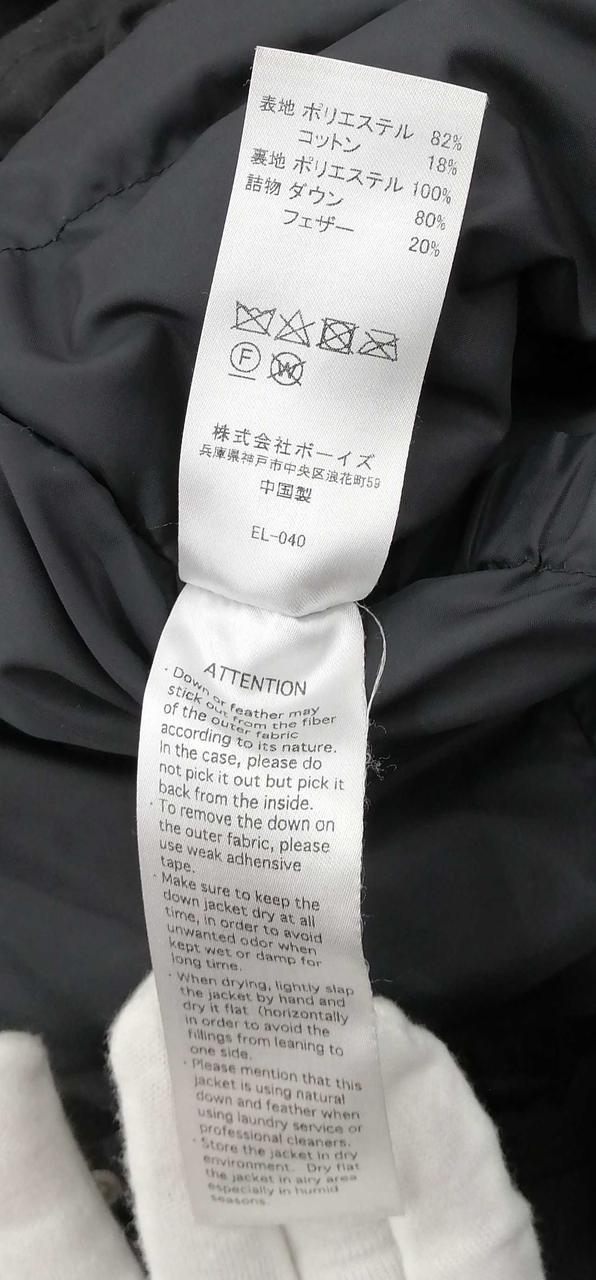 表地 ポリエステル 82%
コットン 18%
裏地 ポリエステル 100%
詰物 ダウン 80%
フェザー 20%
F W
株式会社ボーイズ
兵庫県神戸市中央区浪花町59
中国製
EL-040
ATTENTION
・Down or feather may
stick out from the fiber
of the outer fabric
according to its nature.
In the case, please do
not pick it out but pick it
back from the inside.
・To remove the down on
the outer fabric, please
use weak adhensive
tape.
・Make sure to keep the
down jacket dry at all
time, in order to avoid
unwanted odor when
kept wet or damp for
long time.
・When drying, lightly slap
the jacket by hand and
dry it flat (horizontally
in order to avoid the
fillings from leaning to
one side.
・Please mention that this
jacket is using natural
down and feather when
using laundry service or
professional cleaners.
・Store the jacket in dry
environment. Dry flat
the jacket in airy area
especially in humid
seasons.